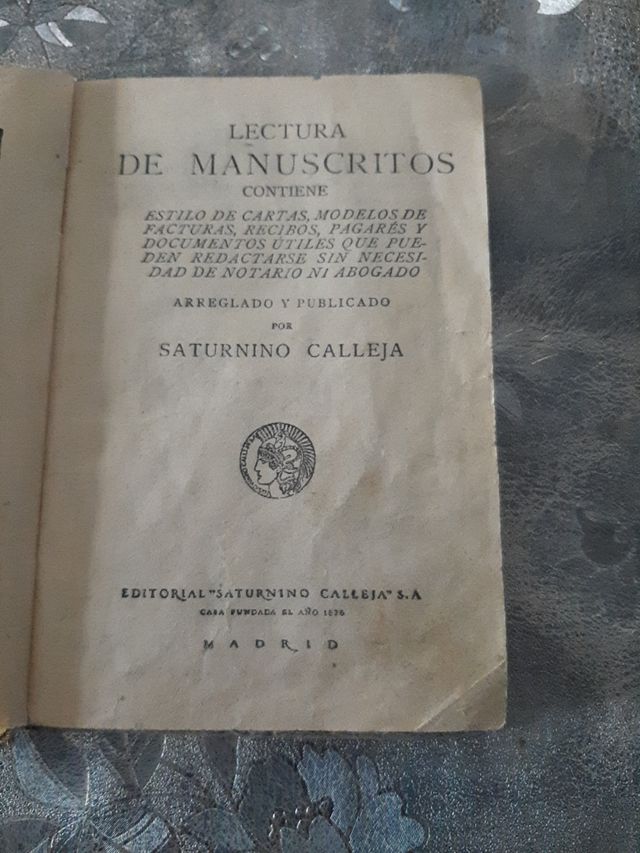 LECTURA
DE MANUSCRITOS
CONTIENE
ESTILO DE CARTAS, MODELOS DE
FACTURAS, RECIBOS, PAGARÉS Y
DOCUMENTOS ÚTILES QUE PUE-
DEN REDACTARSE SIN NECESI-
DAD DE NOTARIO NI ABOGADO
ARREGLADO Y PUBLICADO
POR
SATURNINO CALLEJA
EDITORIAL "SATURNINO CALLEJA" S.A
CASA FUNDADA EL AÑO 1876
MADRID